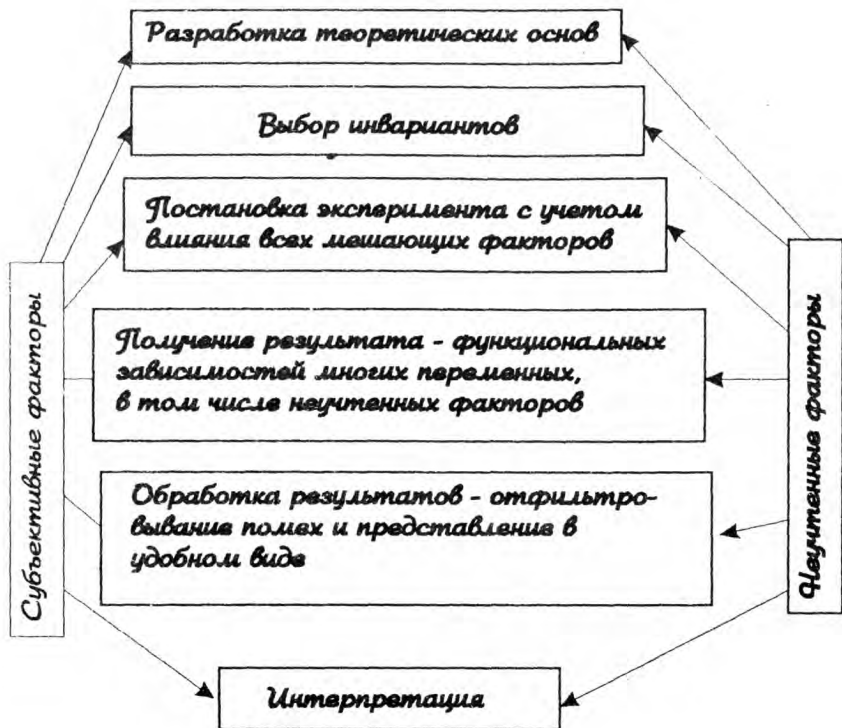 Разработка теоретических основ
Выбор инвариантов
Постановка эксперимента с учетом
влияния всех мешающих факторов
Субъективные факторы
Неучтенные факторы
Получение результата - функциональных
зависимостей многих переменных,
в том числе неучтенных факторов
Обработка результатов - отфильтро-
вывание помех и представление в
удобном виде
Интерпретация